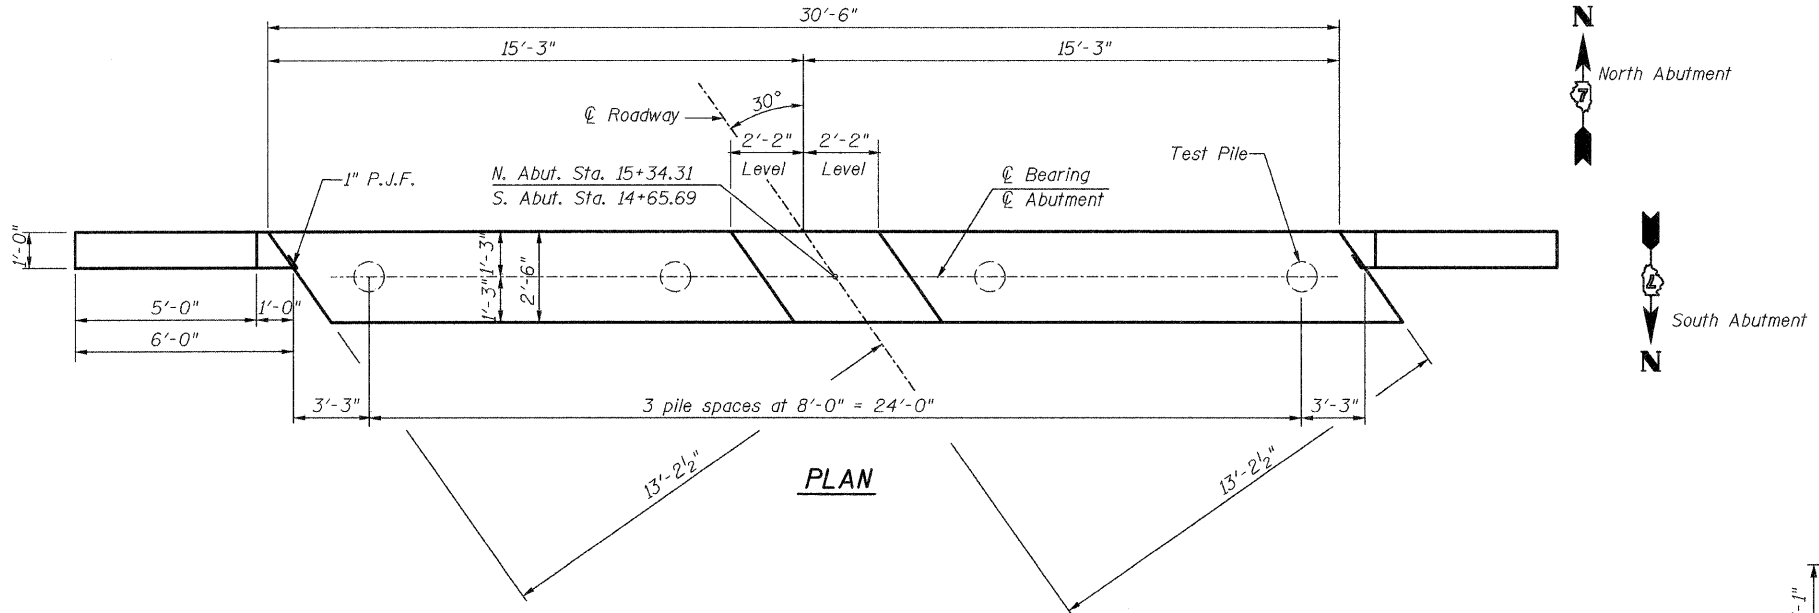 30'-6"
15'-3"
15'-3"
N
North Abutment
7
℄ Roadway
30°
2'-2"
2'-2"
Level
Level
Test Pile
1" P.J.F.
N. Abut. Sta. 15+34.31
S. Abut. Sta. 14+65.69
℄ Bearing
℄ Abutment
1'-0"
1'-3"
1'-3"
2'-6"
5'-0"
1'-0"
6'-0"
South Abutment
N
3'-3"
3 pile spaces at 8'-0" = 24'-0"
3'-3"
13'-2½"
13'-2½"
PLAN